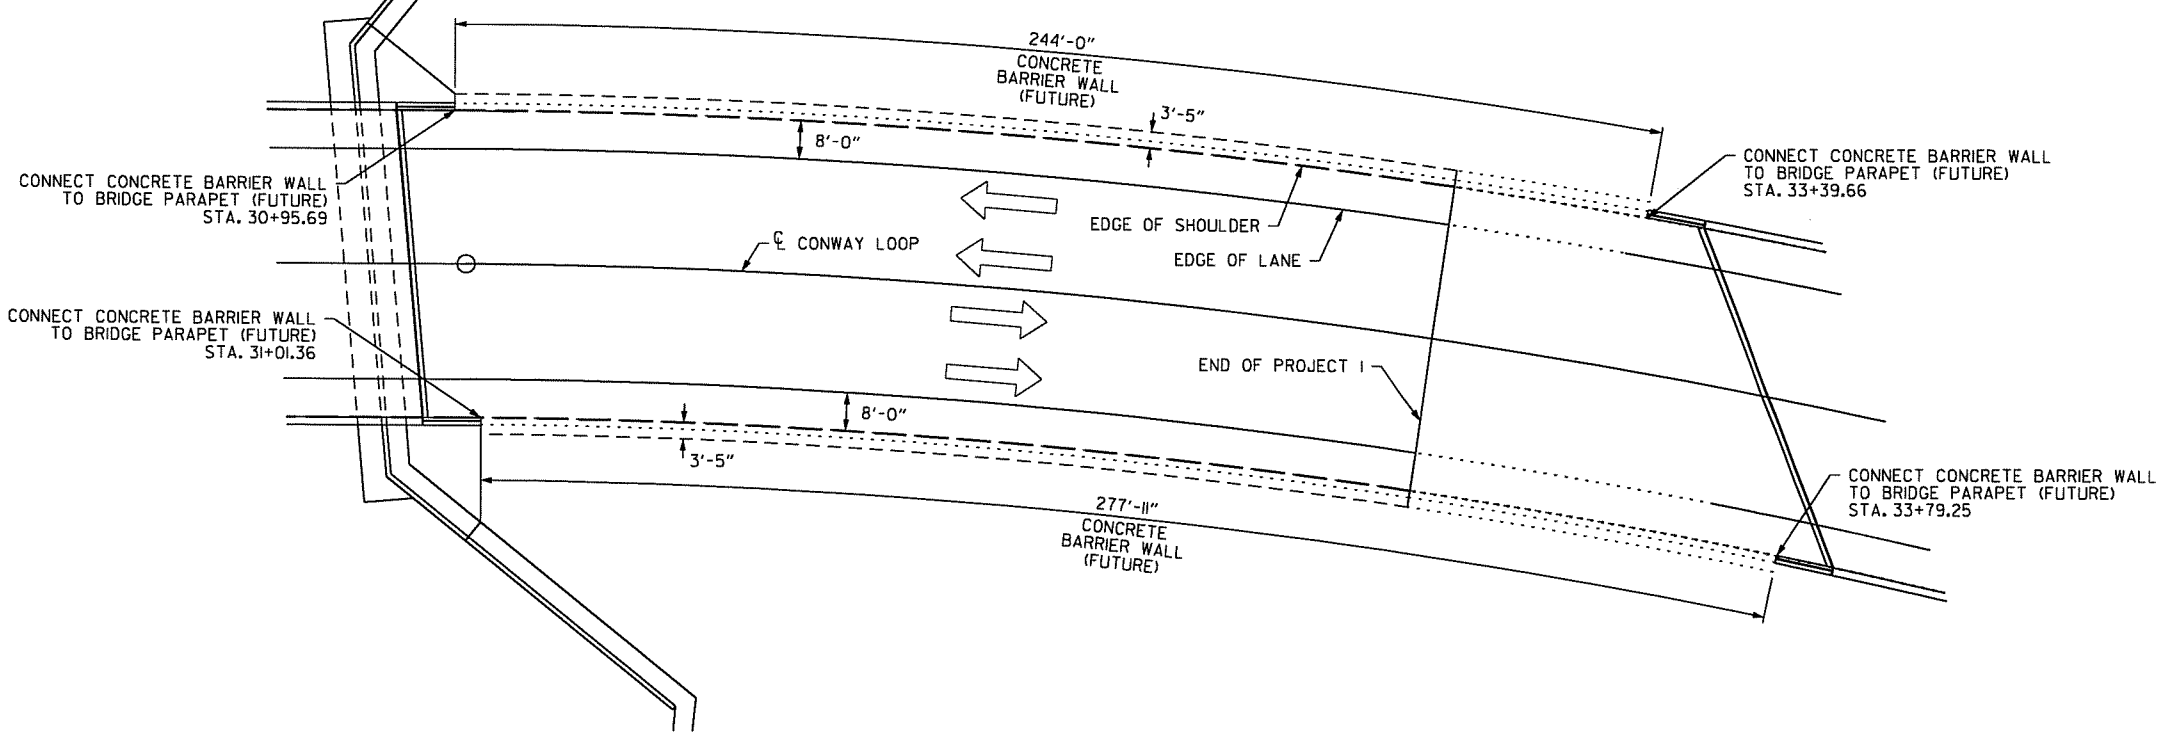 244'-0"
CONCRETE
BARRIER WALL
(FUTURE)
3'-5"
8'-0"
CONNECT CONCRETE BARRIER WALL
TO BRIDGE PARAPET (FUTURE)
STA. 33+39.66
CONNECT CONCRETE BARRIER WALL
TO BRIDGE PARAPET (FUTURE)
STA. 30+95.69
EDGE OF SHOULDER
℄ CONWAY LOOP
EDGE OF LANE
CONNECT CONCRETE BARRIER WALL
TO BRIDGE PARAPET (FUTURE)
STA. 31+01.36
END OF PROJECT 1
8'-0"
3'-5"
277'-11"
CONCRETE
BARRIER WALL
(FUTURE)
CONNECT CONCRETE BARRIER WALL
TO BRIDGE PARAPET (FUTURE)
STA. 33+79.25